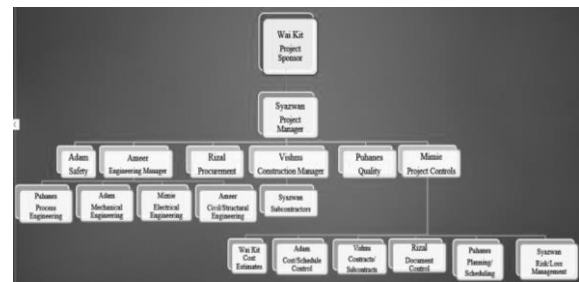 Wai Kit
Project
Sponsor
Syazwan
Project
Manager
Adam
Safety
Ameer
Engineering Manager
Rizal
Procurement
Vishnu
Construction Manager
Puhanes
Quality
Mimie
Project Controls
Puhanes
Process
Engineering
Adam
Mechanical
Engineering
Mimie
Electrical
Engineering
Ameer
Civil/Structural
Engineering
Syazwan
Subcontractors
Wai Kit
Cost
Estimates
Adam
Cost/Schedule
Control
Vishnu
Contracts/
Subcontracts
Rizal
Document
Control
Puhanes
Planning/
Scheduling
Syazwan
Risk/Loss
Management